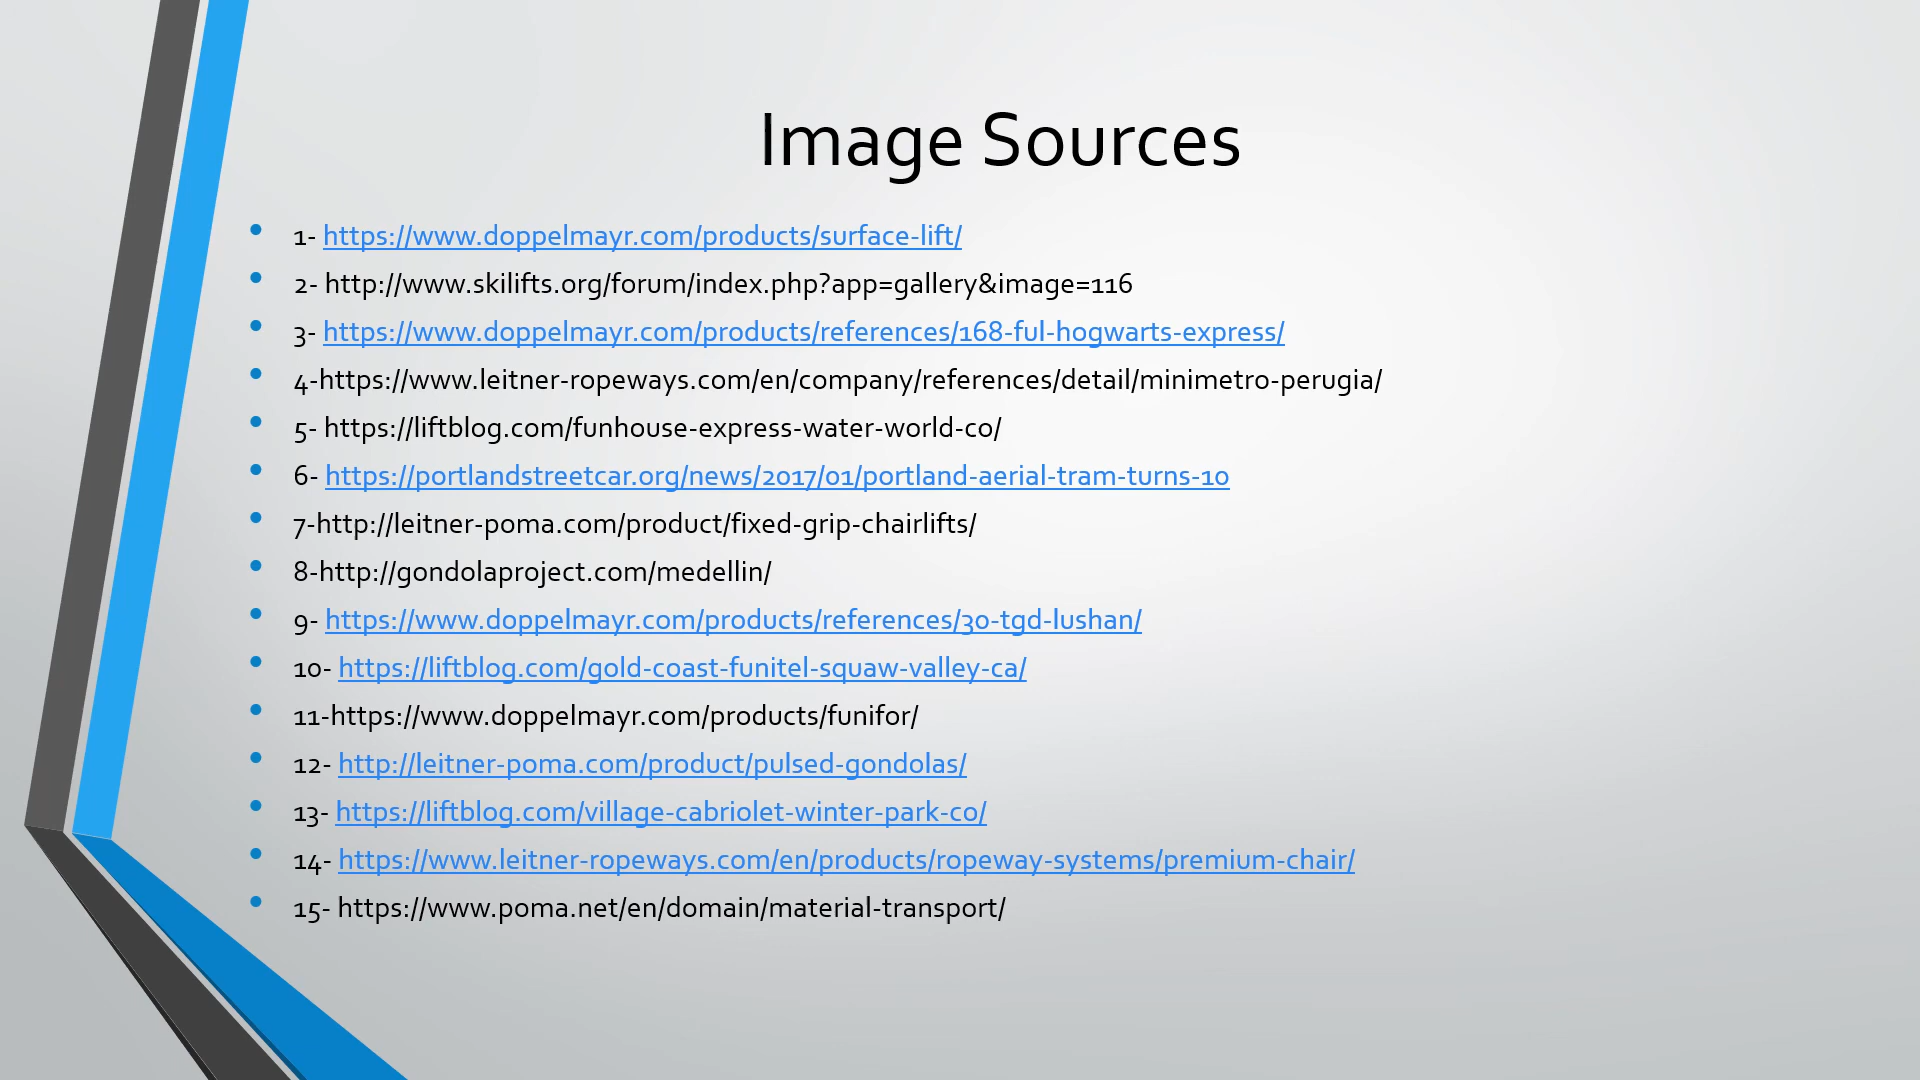 Image Sources
• 1- https://www.doppelmayr.com/products/surface-lift/
• 2- http://www.skilifts.org/forum/index.php?app=gallery&image=116
• 3- https://www.doppelmayr.com/products/references/168-ful-hogwarts-express/
• 4-https://www.leitner-ropeways.com/en/company/references/detail/minimetro-perugia/
• 5- https://liftblog.com/funhouse-express-water-world-co/
• 6- https://portlandstreetcar.org/news/2017/01/portland-aerial-tram-turns-10
• 7-http://leitner-poma.com/product/fixed-grip-chairlifts/
• 8-http://gondolaproject.com/medellin/
• 9- https://www.doppelmayr.com/products/references/30-tgd-lushan/
• 10- https://liftblog.com/gold-coast-funitel-squaw-valley-ca/
• 11-https://www.doppelmayr.com/products/funifor/
• 12- http://leitner-poma.com/product/pulsed-gondolas/
• 13- https://liftblog.com/village-cabriolet-winter-park-co/
• 14- https://www.leitner-ropeways.com/en/products/ropeway-systems/premium-chair/
• 15- https://www.poma.net/en/domain/material-transport/